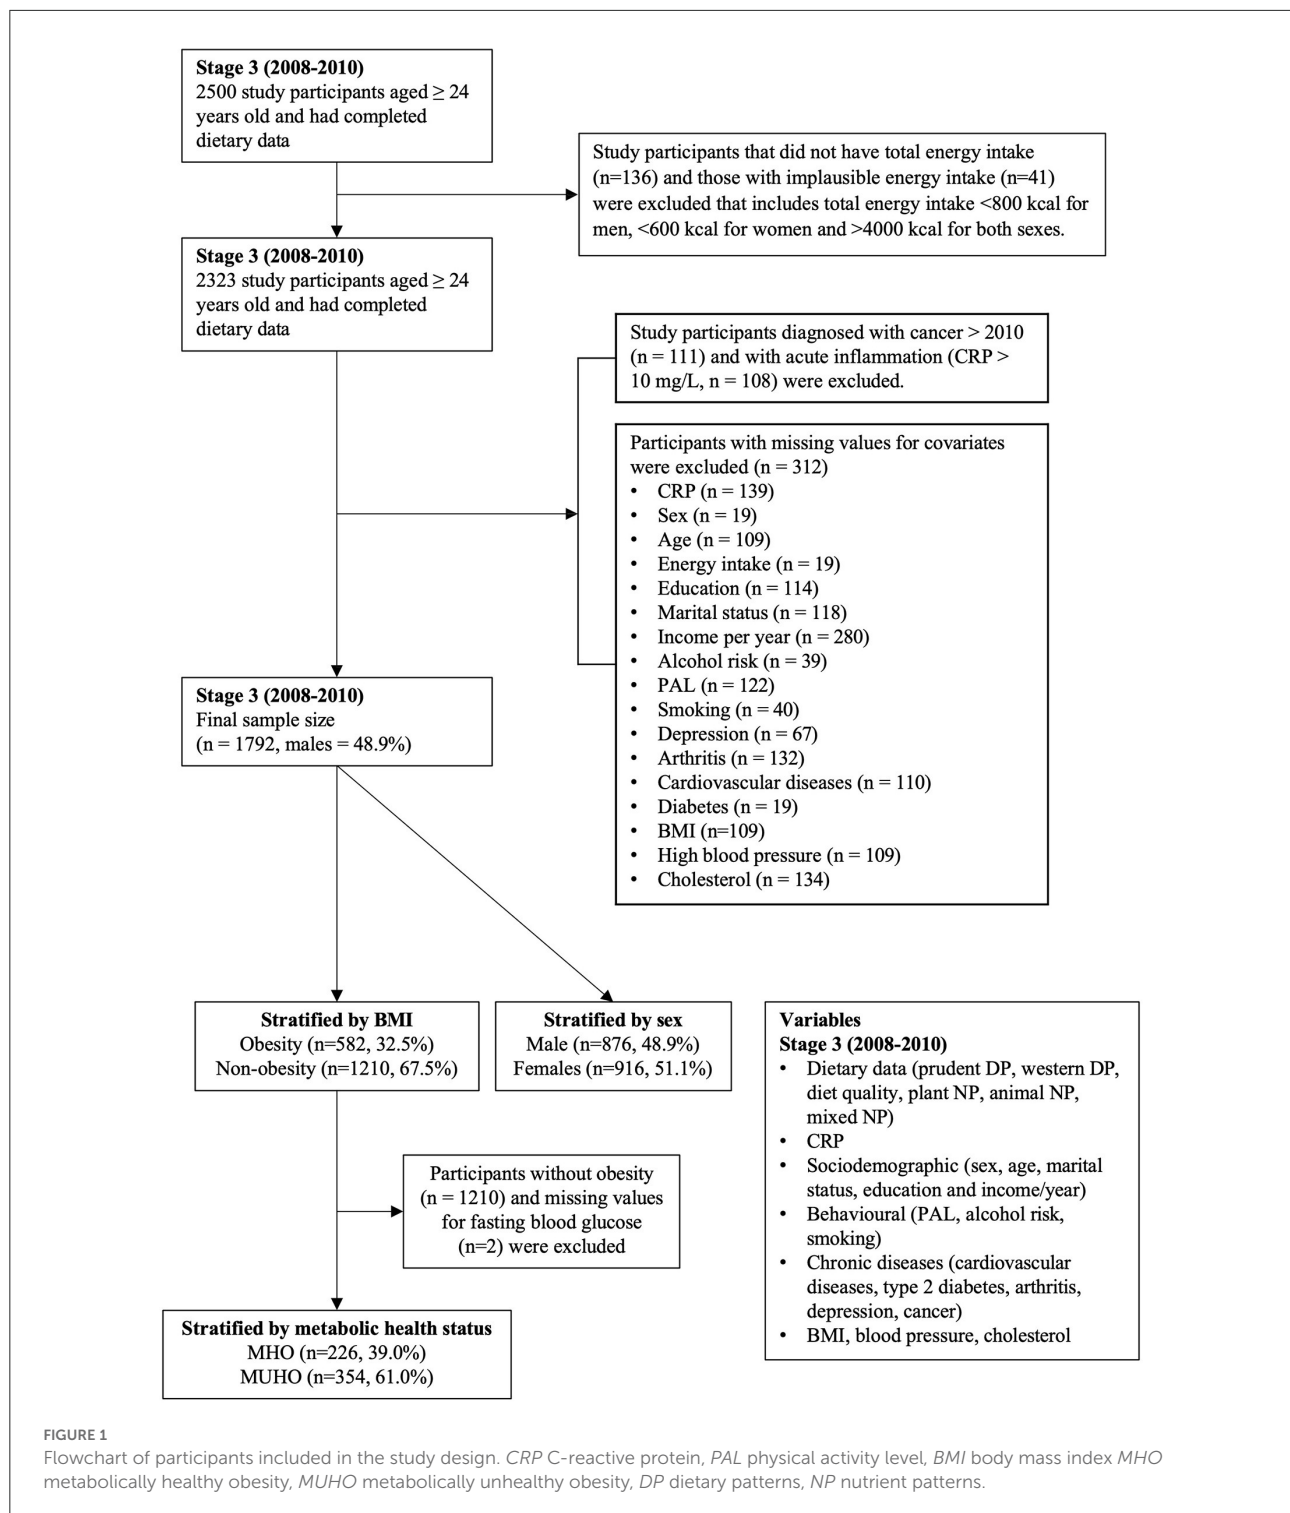 Stage 3 (2008-2010)
2500 study participants aged ≥ 24
years old and had completed
dietary data
Study participants that did not have total energy intake
(n=136) and those with implausible energy intake (n=41)
were excluded that includes total energy intake <800 kcal for
men, <600 kcal for women and >4000 kcal for both sexes.
Stage 3 (2008-2010)
2323 study participants aged ≥ 24
years old and had completed
dietary data
Study participants diagnosed with cancer > 2010
(n = 111) and with acute inflammation (CRP >
10 mg/L, n = 108) were excluded.
Participants with missing values for covariates
were excluded (n = 312)
• CRP (n = 139)
• Sex (n = 19)
• Age (n = 109)
• Energy intake (n = 19)
• Education (n = 114)
• Marital status (n = 118)
• Income per year (n = 280)
• Alcohol risk (n = 39)
• PAL (n = 122)
• Smoking (n = 40)
• Depression (n = 67)
• Arthritis (n = 132)
• Cardiovascular diseases (n = 110)
• Diabetes (n = 19)
• BMI (n=109)
• High blood pressure (n = 109)
• Cholesterol (n = 134)
Stage 3 (2008-2010)
Final sample size
(n = 1792, males = 48.9%)
Stratified by BMI
Obesity (n=582, 32.5%)
Non-obesity (n=1210, 67.5%)
Stratified by sex
Male (n=876, 48.9%)
Females (n=916, 51.1%)
Participants without obesity
(n = 1210) and missing values
for fasting blood glucose
(n=2) were excluded
Stratified by metabolic health status
MHO (n=226, 39.0%)
MUHO (n=354, 61.0%)
Variables
Stage 3 (2008-2010)
• Dietary data (prudent DP, western DP,
diet quality, plant NP, animal NP,
mixed NP)
• CRP
• Sociodemographic (sex, age, marital
status, education and income/year)
• Behavioural (PAL, alcohol risk,
smoking)
• Chronic diseases (cardiovascular
diseases, type 2 diabetes, arthritis,
depression, cancer)
• BMI, blood pressure, cholesterol
FIGURE 1
Flowchart of participants included in the study design. CRP C-reactive protein, PAL physical activity level, BMI body mass index MHO
metabolically healthy obesity, MUHO metabolically unhealthy obesity, DP dietary patterns, NP nutrient patterns.